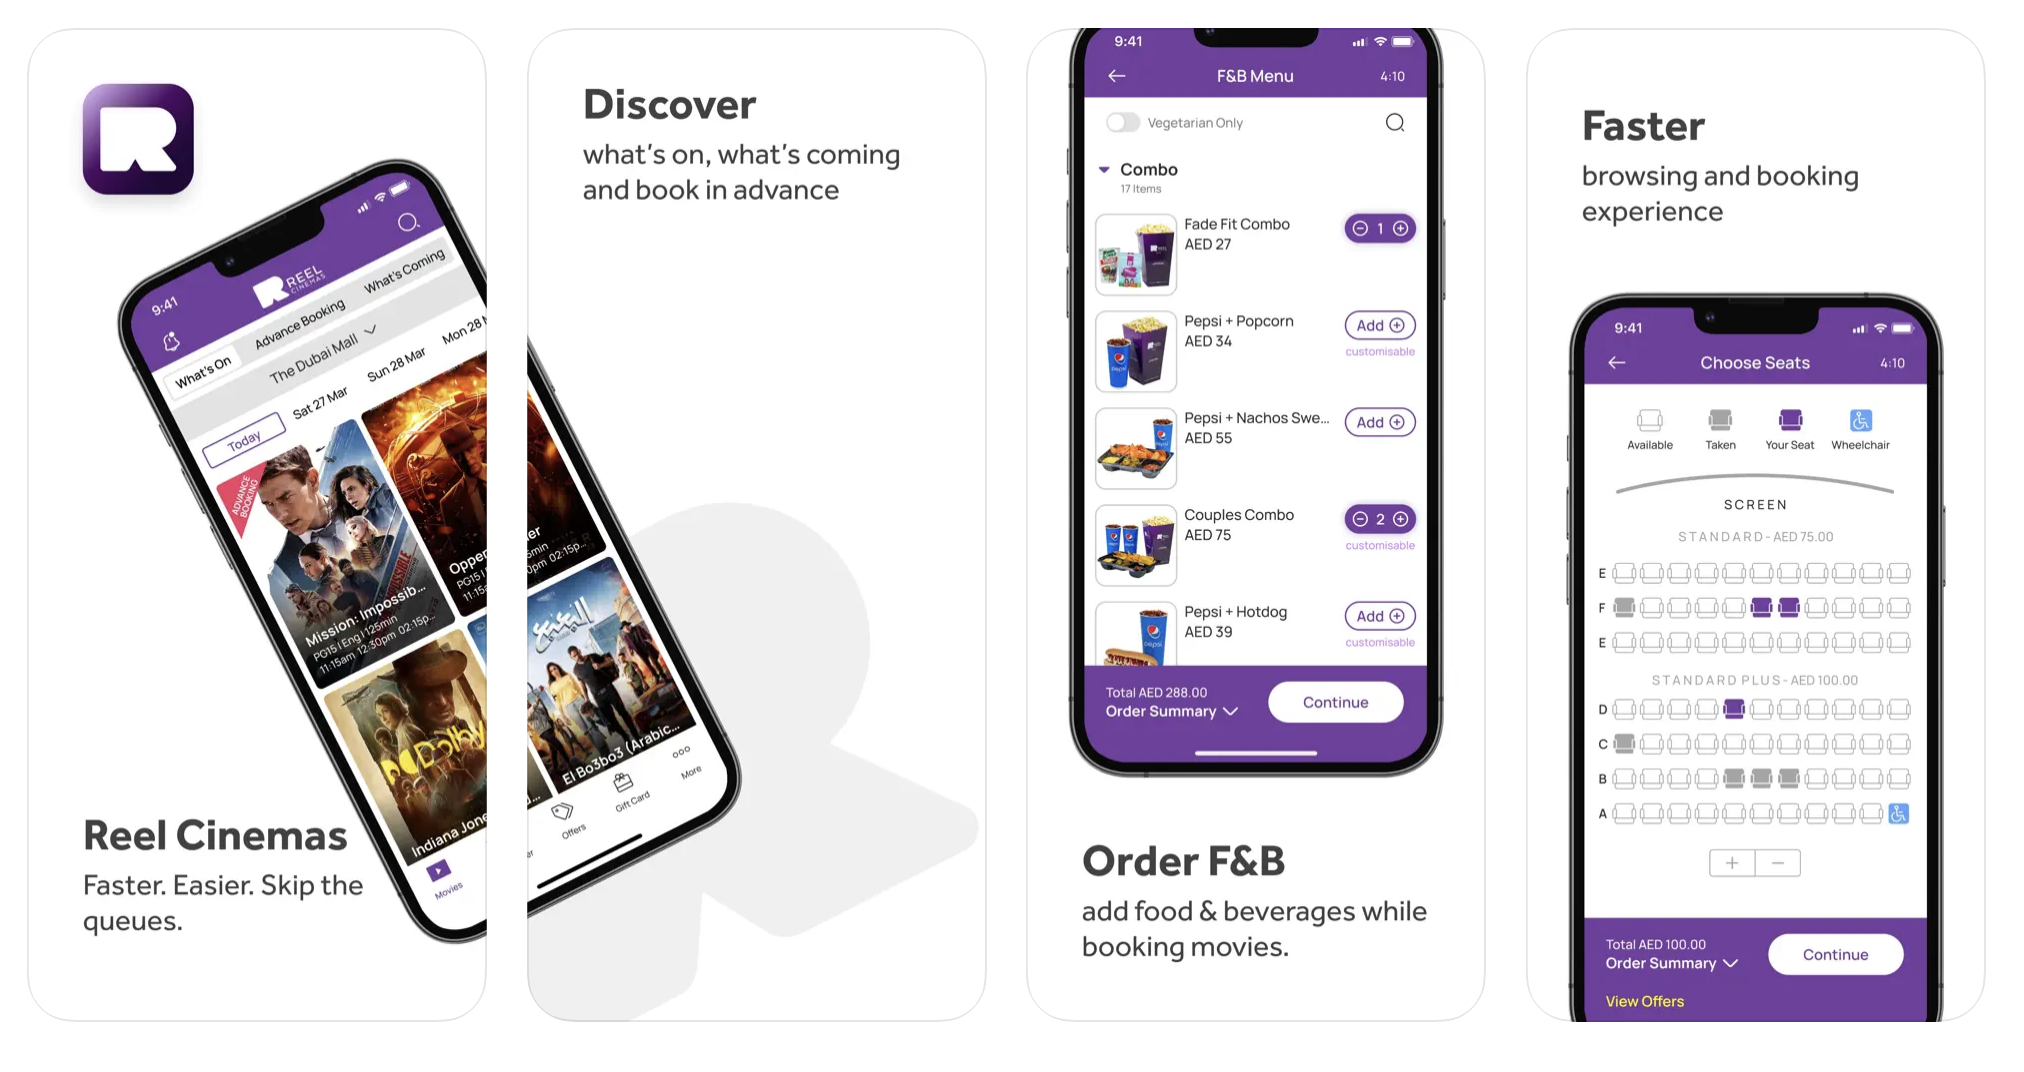 9:41
REEL
CINEMAS
What's On
Advance Booking
What's Coming
The Dubai Mall
Today
Sat 27 Mar
Sun 28 Mar
Mon 28
ADVANCE
BOOKING
Mission: Impossib...
PG15 | Eng | 125min
11:15am 12:30pm 02:15p...
Oppen
PG15 |
11:15a
Dolby
Indiana Jone
Movies
Reel Cinemas
Faster. Easier. Skip the
queues.
Discover
what's on, what's coming
and book in advance
er
5min
0pm 02:15p...
البعبع
El Bo3bo3 (Arabic...
Offers
Gift Card
More
9:41
F&B Menu
4:10
Vegetarian Only
Combo
17 Items
Fade Fit Combo
AED 27
1
Pepsi + Popcorn
AED 34
Add
customisable
Pepsi + Nachos Swe...
AED 55
Add
Couples Combo
AED 75
2
customisable
Pepsi + Hotdog
AED 39
Add
customisable
pepsi
Total AED 288.00
Order Summary
Continue
Order F&B
add food & beverages while
booking movies.
Faster
browsing and booking
experience
9:41
Choose Seats
4:10
Available
Taken
Your Seat
Wheelchair
SCREEN
STANDARD - AED 75.00
E
F
E
STANDARD PLUS - AED 100.00
D
C
B
A
+ −
Total AED 100.00
Order Summary
Continue
View Offers